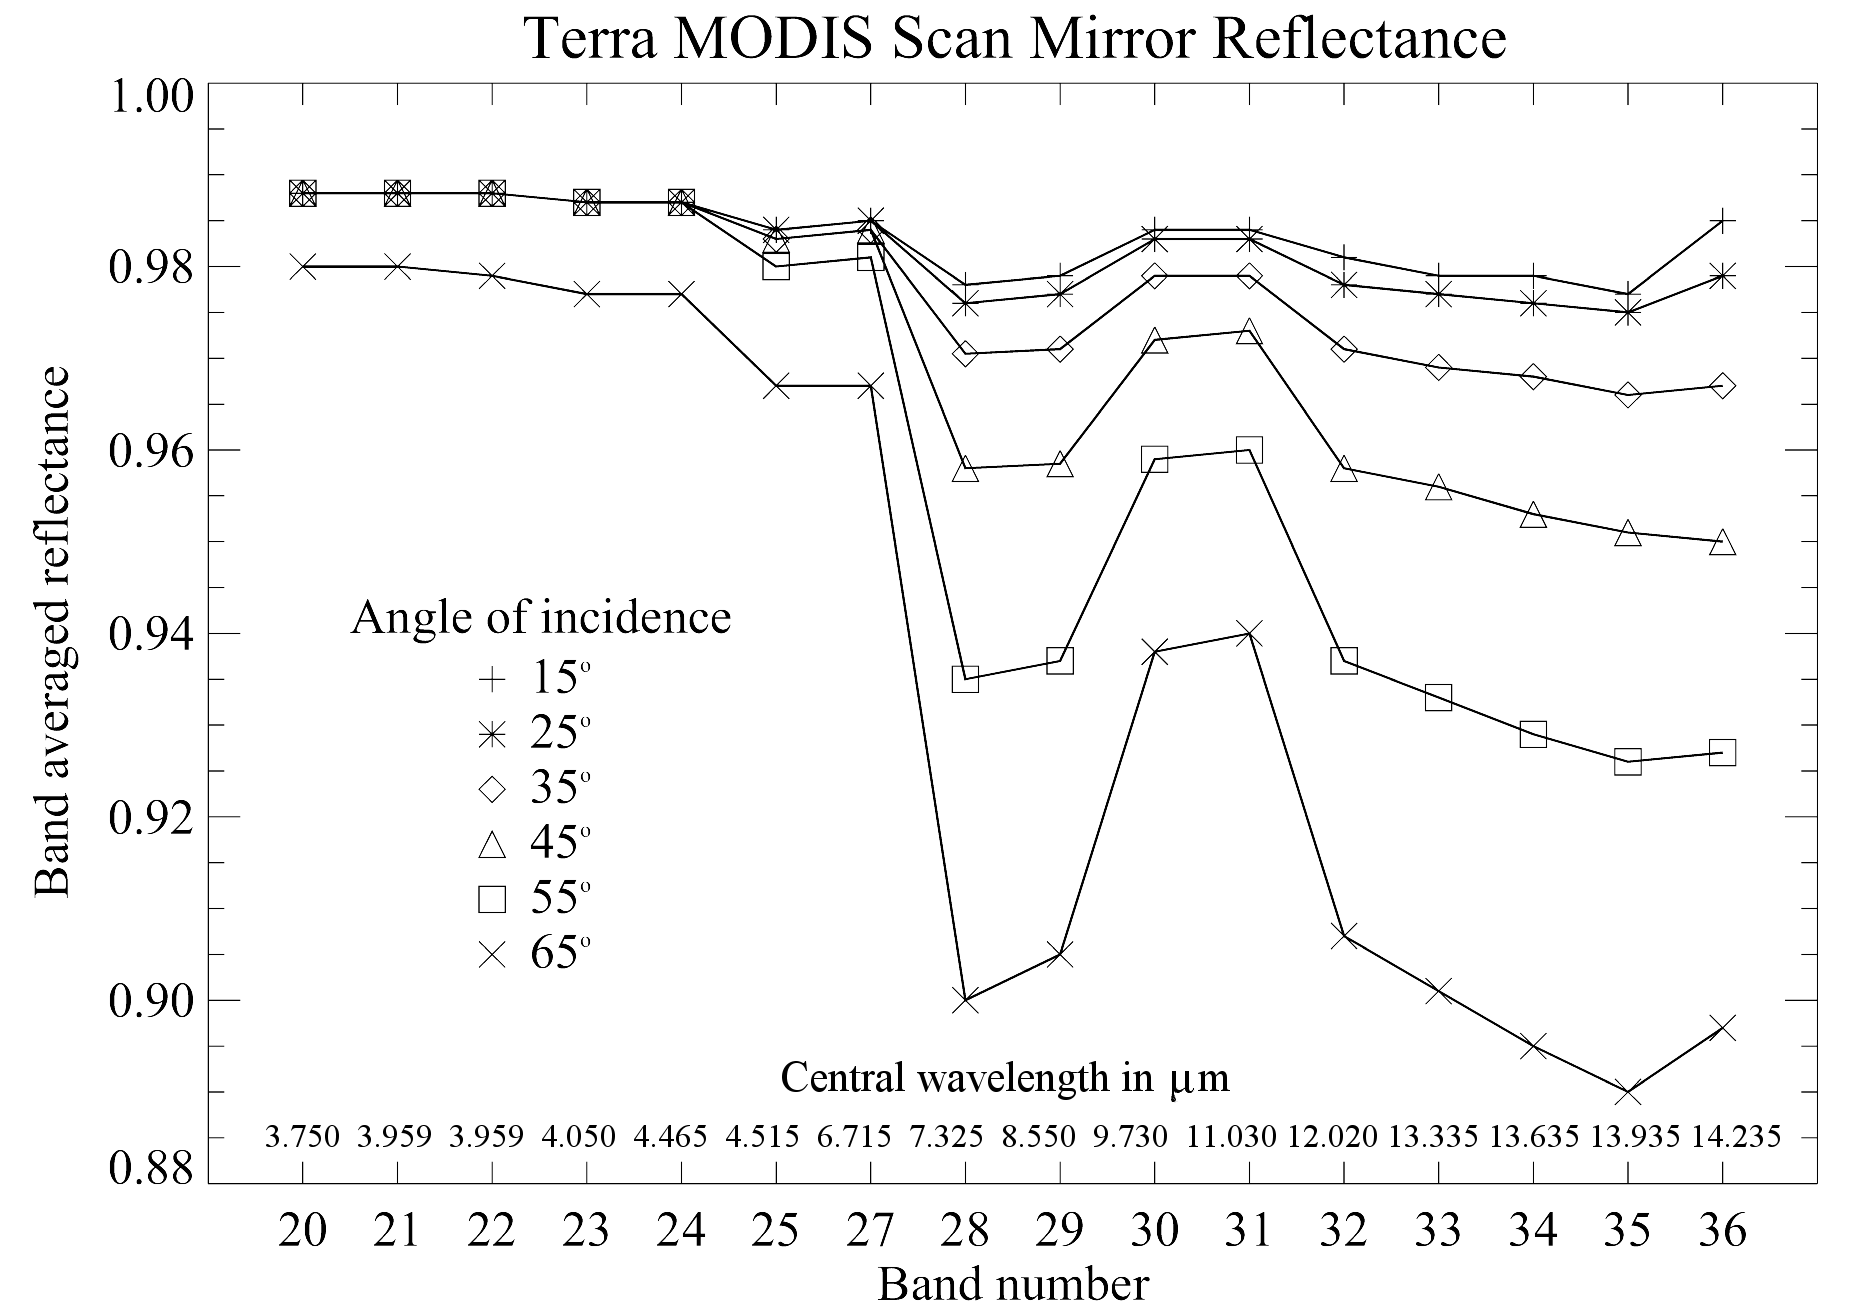 Terra MODIS Scan Mirror Reflectance
1.00
0.98
0.96
0.94
0.92
0.90
0.88
Band averaged reflectance
Angle of incidence
15°
25°
35°
45°
55°
65°
Central wavelength in μm
3.750 3.959 3.959 4.050 4.465 4.515 6.715 7.325 8.550 9.730 11.030 12.020 13.335 13.635 13.935 14.235
20 21 22 23 24 25 27 28 29 30 31 32 33 34 35 36
Band number